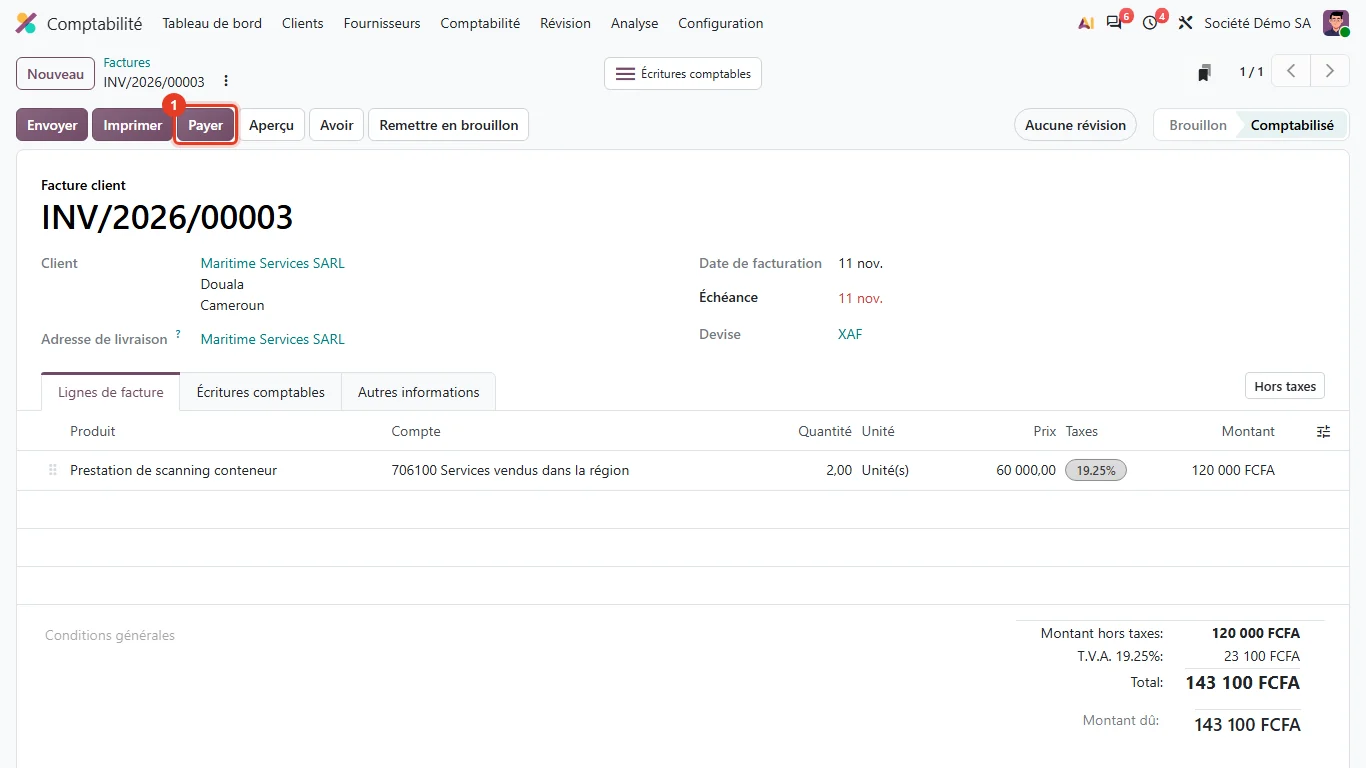 Comptabilité Tableau de bord Clients Fournisseurs Comptabilité Révision Analyse Configuration AI 6 4 Société Démo SA
Nouveau Factures
INV/2026/00003
Écritures comptables 1 / 1
1
Envoyer Imprimer Payer Aperçu Avoir Remettre en brouillon Aucune révision Brouillon Comptabilisé
Facture client
INV/2026/00003
Client Maritime Services SARL Date de facturation 11 nov.
Douala
Cameroun
Échéance 11 nov.
Adresse de livraison ? Maritime Services SARL Devise XAF
Lignes de facture Écritures comptables Autres informations Hors taxes
Produit Compte Quantité Unité Prix Taxes Montant
Prestation de scanning conteneur 706100 Services vendus dans la région 2,00 Unité(s) 60 000,00 19.25% 120 000 FCFA
Conditions générales
Montant hors taxes: 120 000 FCFA
T.V.A. 19.25%: 23 100 FCFA
Total: 143 100 FCFA
Montant dû: 143 100 FCFA